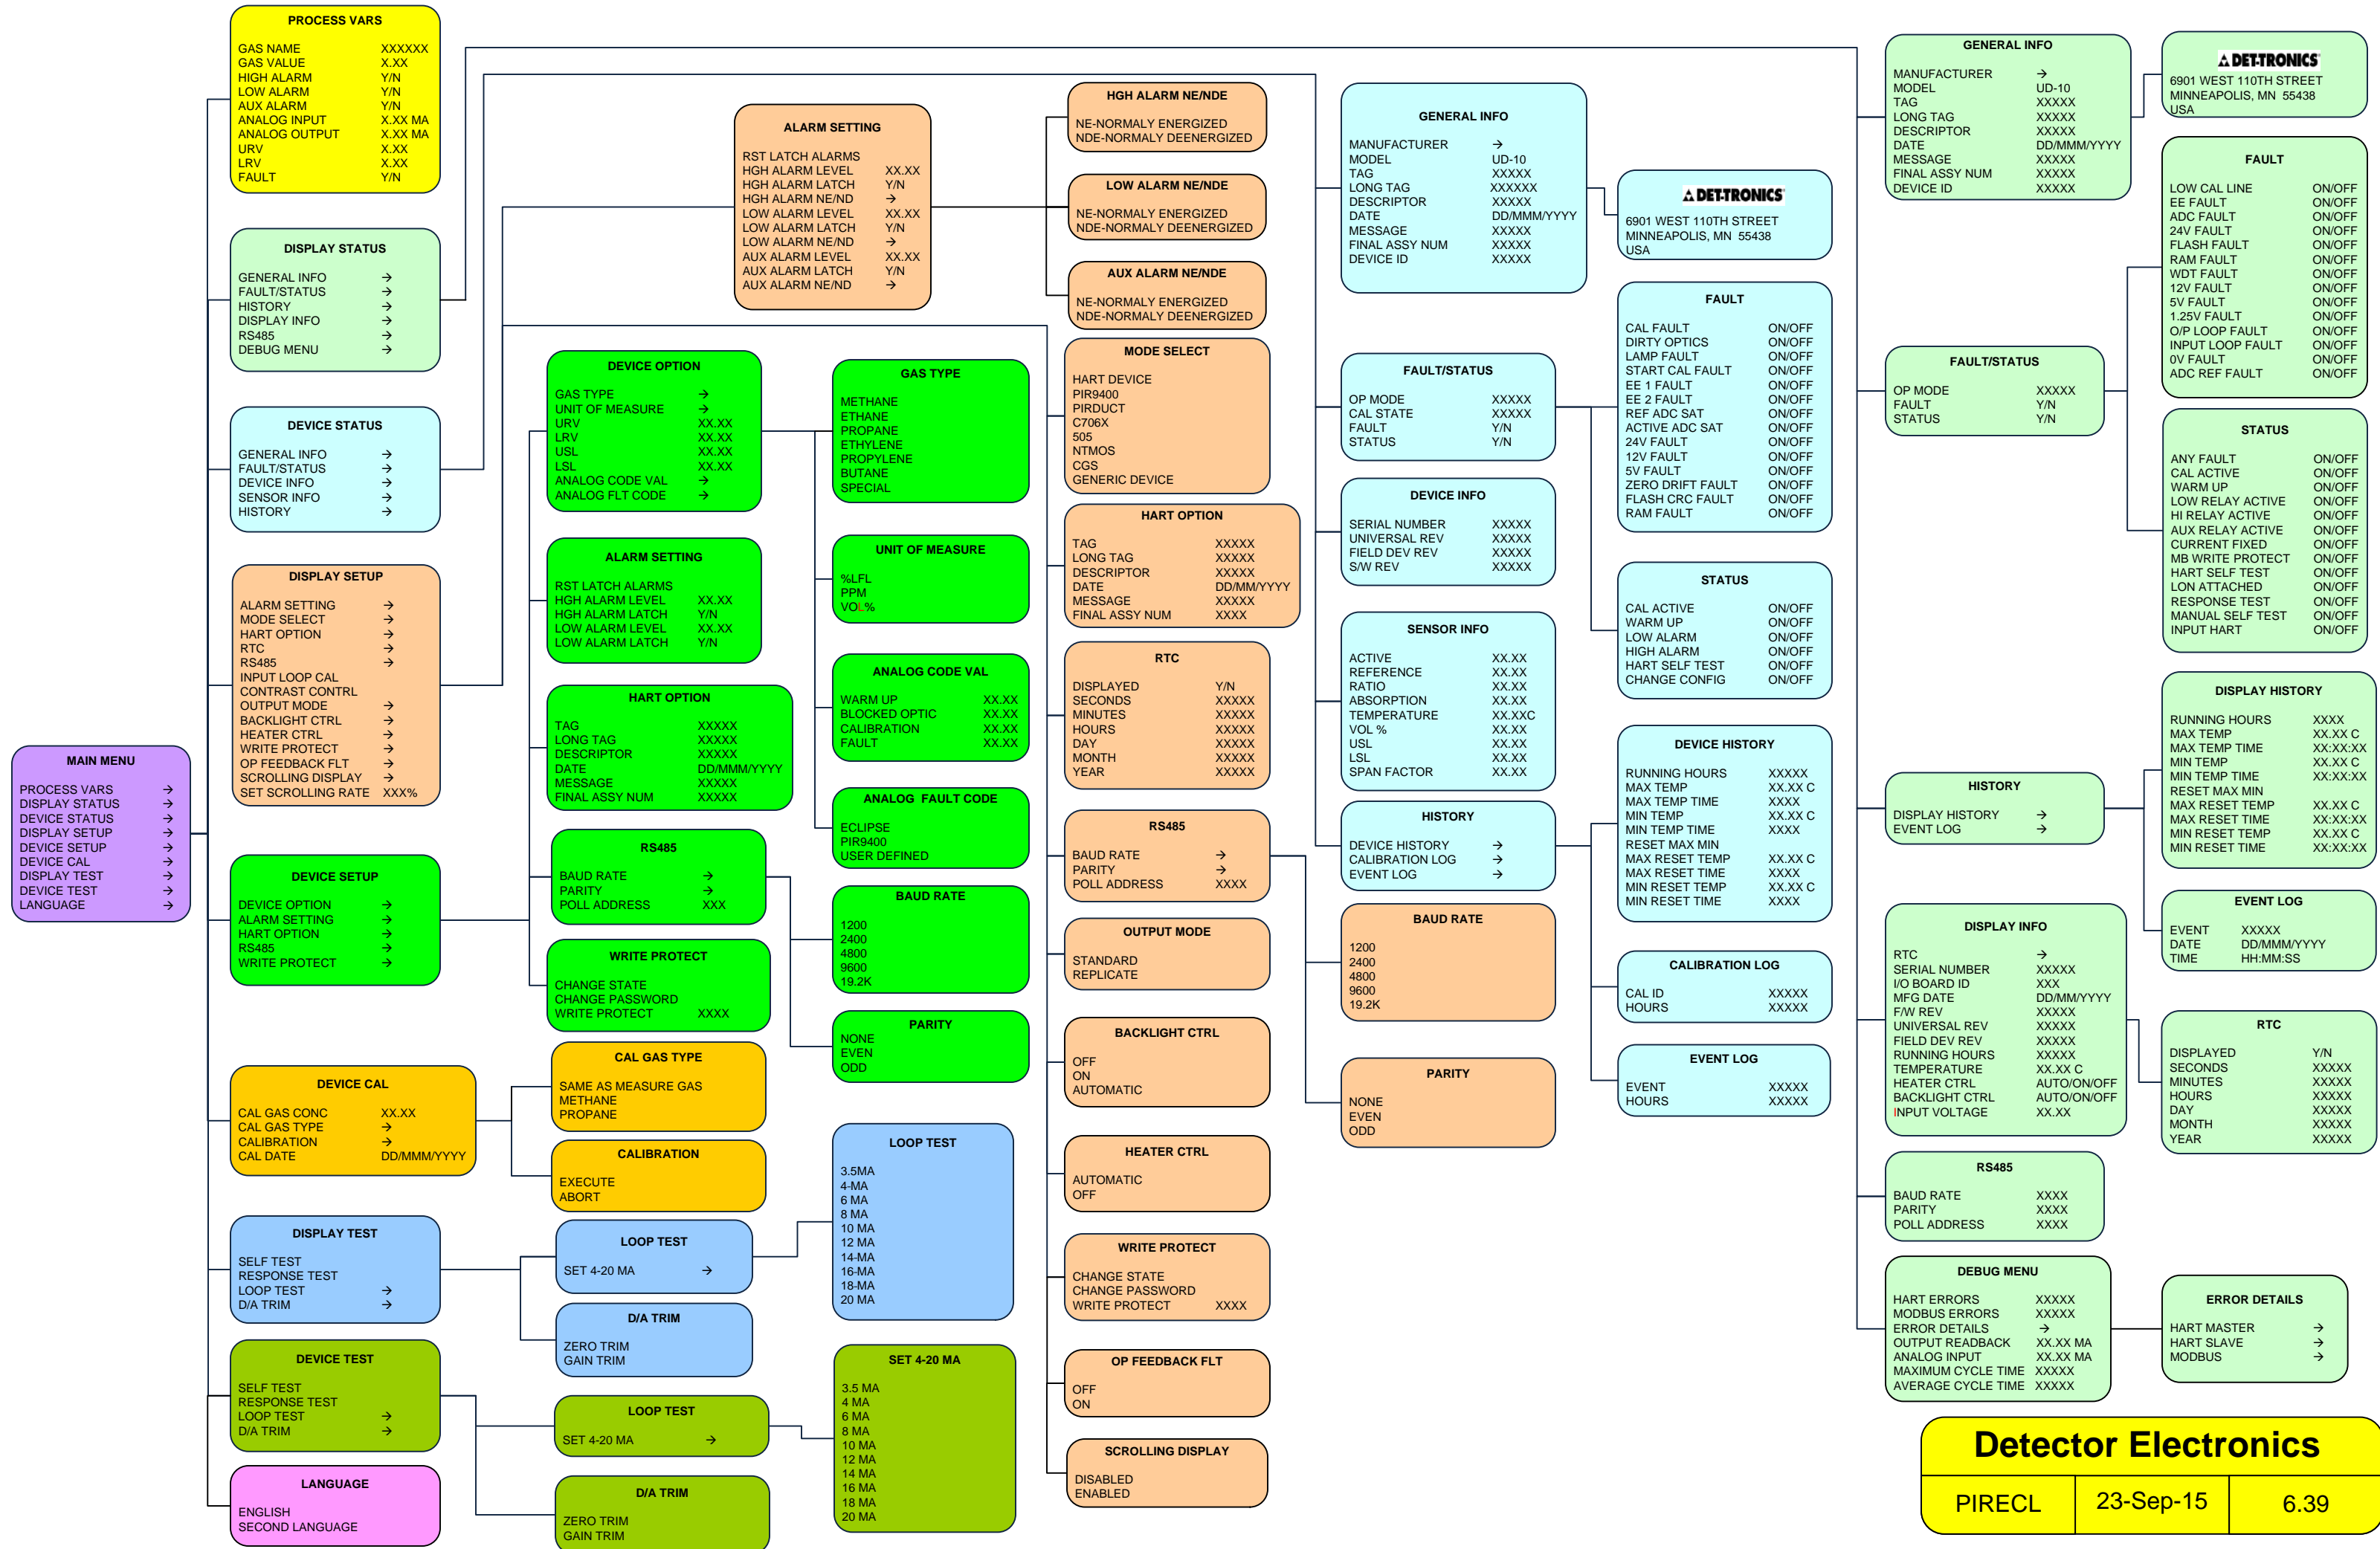 MAIN MENU
PROCESS VARS →
DISPLAY STATUS →
DEVICE STATUS →
DISPLAY SETUP →
DEVICE SETUP →
DEVICE CAL →
DISPLAY TEST →
DEVICE TEST →
LANGUAGE →
PROCESS VARS
GAS NAME XXXXXX
GAS VALUE X.XX
HIGH ALARM Y/N
LOW ALARM Y/N
AUX ALARM Y/N
ANALOG INPUT X.XX MA
ANALOG OUTPUT X.XX MA
URV X.XX
LRV X.XX
FAULT Y/N
DISPLAY STATUS
GENERAL INFO →
FAULT/STATUS →
HISTORY →
DISPLAY INFO →
RS485 →
DEBUG MENU →
DEVICE STATUS
GENERAL INFO →
FAULT/STATUS →
DEVICE INFO →
SENSOR INFO →
HISTORY →
DISPLAY SETUP
ALARM SETTING →
MODE SELECT →
HART OPTION →
RTC →
RS485 →
INPUT LOOP CAL
CONTRAST CONTRL
OUTPUT MODE →
BACKLIGHT CTRL →
HEATER CTRL →
WRITE PROTECT →
OP FEEDBACK FLT →
SCROLLING DISPLAY →
SET SCROLLING RATE XXX%
DEVICE SETUP
DEVICE OPTION →
ALARM SETTING →
HART OPTION →
RS485 →
WRITE PROTECT →
DEVICE CAL
CAL GAS CONC XX.XX
CAL GAS TYPE →
CALIBRATION →
CAL DATE DD/MMM/YYYY
DISPLAY TEST
SELF TEST
RESPONSE TEST
LOOP TEST →
D/A TRIM →
DEVICE TEST
SELF TEST
RESPONSE TEST
LOOP TEST →
D/A TRIM →
LANGUAGE
ENGLISH
SECOND LANGUAGE
DEVICE OPTION
GAS TYPE →
UNIT OF MEASURE →
URV XX.XX
LRV XX.XX
USL XX.XX
LSL XX.XX
ANALOG CODE VAL →
ANALOG FLT CODE →
ALARM SETTING
RST LATCH ALARMS
HGH ALARM LEVEL XX.XX
HGH ALARM LATCH Y/N
LOW ALARM LEVEL XX.XX
LOW ALARM LATCH Y/N
HART OPTION
TAG XXXXX
LONG TAG XXXXX
DESCRIPTOR XXXXX
DATE DD/MMM/YYYY
MESSAGE XXXXX
FINAL ASSY NUM XXXXX
RS485
BAUD RATE →
PARITY →
POLL ADDRESS XXX
WRITE PROTECT
CHANGE STATE
CHANGE PASSWORD
WRITE PROTECT XXXX
CAL GAS TYPE
SAME AS MEASURE GAS
METHANE
PROPANE
CALIBRATION
EXECUTE
ABORT
LOOP TEST
SET 4-20 MA →
D/A TRIM
ZERO TRIM
GAIN TRIM
LOOP TEST
SET 4-20 MA →
D/A TRIM
ZERO TRIM
GAIN TRIM
ALARM SETTING
RST LATCH ALARMS
HGH ALARM LEVEL XX.XX
HGH ALARM LATCH Y/N
HGH ALARM NE/ND →
LOW ALARM LEVEL XX.XX
LOW ALARM LATCH Y/N
LOW ALARM NE/ND →
AUX ALARM LEVEL XX.XX
AUX ALARM LATCH Y/N
AUX ALARM NE/ND →
GAS TYPE
METHANE
ETHANE
PROPANE
ETHYLENE
PROPYLENE
BUTANE
SPECIAL
UNIT OF MEASURE
%LFL
PPM
VOL%
ANALOG CODE VAL
WARM UP XX.XX
BLOCKED OPTIC XX.XX
CALIBRATION XX.XX
FAULT XX.XX
ANALOG FAULT CODE
ECLIPSE
PIR9400
USER DEFINED
BAUD RATE
1200
2400
4800
9600
19.2K
PARITY
NONE
EVEN
ODD
LOOP TEST
3.5MA
4-MA
6 MA
8 MA
10 MA
12 MA
14-MA
16-MA
18-MA
20 MA
SET 4-20 MA
3.5 MA
4 MA
6 MA
8 MA
10 MA
12 MA
14 MA
16 MA
18 MA
20 MA
HGH ALARM NE/NDE
NE-NORMALY ENERGIZED
NDE-NORMALY DEENERGIZED
LOW ALARM NE/NDE
NE-NORMALY ENERGIZED
NDE-NORMALY DEENERGIZED
AUX ALARM NE/NDE
NE-NORMALY ENERGIZED
NDE-NORMALY DEENERGIZED
MODE SELECT
HART DEVICE
PIR9400
PIRDUCT
C706X
505
NTMOS
CGS
GENERIC DEVICE
HART OPTION
TAG XXXXX
LONG TAG XXXXX
DESCRIPTOR XXXXX
DATE DD/MM/YYYY
MESSAGE XXXXX
FINAL ASSY NUM XXXX
RTC
DISPLAYED Y/N
SECONDS XXXXX
MINUTES XXXXX
HOURS XXXXX
DAY XXXXX
MONTH XXXXX
YEAR XXXXX
RS485
BAUD RATE →
PARITY →
POLL ADDRESS XXXX
OUTPUT MODE
STANDARD
REPLICATE
BACKLIGHT CTRL
OFF
ON
AUTOMATIC
HEATER CTRL
AUTOMATIC
OFF
WRITE PROTECT
CHANGE STATE
CHANGE PASSWORD
WRITE PROTECT XXXX
OP FEEDBACK FLT
OFF
ON
SCROLLING DISPLAY
DISABLED
ENABLED
GENERAL INFO
MANUFACTURER →
MODEL UD-10
TAG XXXXX
LONG TAG XXXXXX
DESCRIPTOR XXXXX
DATE DD/MMM/YYYY
MESSAGE XXXXX
FINAL ASSY NUM XXXXX
DEVICE ID XXXXX
FAULT/STATUS
OP MODE XXXXX
CAL STATE XXXXX
FAULT Y/N
STATUS Y/N
DEVICE INFO
SERIAL NUMBER XXXXX
UNIVERSAL REV XXXXX
FIELD DEV REV XXXXX
S/W REV XXXXX
SENSOR INFO
ACTIVE XX.XX
REFERENCE XX.XX
RATIO XX.XX
ABSORPTION XX.XX
TEMPERATURE XX.XXC
VOL % XX.XX
USL XX.XX
LSL XX.XX
SPAN FACTOR XX.XX
HISTORY
DEVICE HISTORY →
CALIBRATION LOG →
EVENT LOG →
BAUD RATE
1200
2400
4800
9600
19.2K
PARITY
NONE
EVEN
ODD
DET-TRONICS
6901 WEST 110TH STREET
MINNEAPOLIS, MN 55438
USA
FAULT
CAL FAULT ON/OFF
DIRTY OPTICS ON/OFF
LAMP FAULT ON/OFF
START CAL FAULT ON/OFF
EE 1 FAULT ON/OFF
EE 2 FAULT ON/OFF
REF ADC SAT ON/OFF
ACTIVE ADC SAT ON/OFF
24V FAULT ON/OFF
12V FAULT ON/OFF
5V FAULT ON/OFF
ZERO DRIFT FAULT ON/OFF
FLASH CRC FAULT ON/OFF
RAM FAULT ON/OFF
STATUS
CAL ACTIVE ON/OFF
WARM UP ON/OFF
LOW ALARM ON/OFF
HIGH ALARM ON/OFF
HART SELF TEST ON/OFF
CHANGE CONFIG ON/OFF
DEVICE HISTORY
RUNNING HOURS XXXXX
MAX TEMP XX.XX C
MAX TEMP TIME XXXX
MIN TEMP XX.XX C
MIN TEMP TIME XXXX
RESET MAX MIN
MAX RESET TEMP XX.XX C
MAX RESET TIME XXXX
MIN RESET TEMP XX.XX C
MIN RESET TIME XXXX
CALIBRATION LOG
CAL ID XXXXX
HOURS XXXXX
EVENT LOG
EVENT XXXXX
HOURS XXXXX
GENERAL INFO
MANUFACTURER →
MODEL UD-10
TAG XXXXX
LONG TAG XXXXX
DESCRIPTOR XXXXX
DATE DD/MMM/YYYY
MESSAGE XXXXX
FINAL ASSY NUM XXXXX
DEVICE ID XXXXX
FAULT/STATUS
OP MODE XXXXX
FAULT Y/N
STATUS Y/N
HISTORY
DISPLAY HISTORY →
EVENT LOG →
DISPLAY INFO
RTC →
SERIAL NUMBER XXXXX
I/O BOARD ID XXX
MFG DATE DD/MM/YYYY
F/W REV XXXXX
UNIVERSAL REV XXXXX
FIELD DEV REV XXXXX
RUNNING HOURS XXXXX
TEMPERATURE XX.XX C
HEATER CTRL AUTO/ON/OFF
BACKLIGHT CTRL AUTO/ON/OFF
INPUT VOLTAGE XX.XX
RS485
BAUD RATE XXXX
PARITY XXXX
POLL ADDRESS XXXX
DEBUG MENU
HART ERRORS XXXXX
MODBUS ERRORS XXXXX
ERROR DETAILS →
OUTPUT READBACK XX.XX MA
ANALOG INPUT XX.XX MA
MAXIMUM CYCLE TIME XXXXX
AVERAGE CYCLE TIME XXXXX
DET-TRONICS
6901 WEST 110TH STREET
MINNEAPOLIS, MN 55438
USA
FAULT
LOW CAL LINE ON/OFF
EE FAULT ON/OFF
ADC FAULT ON/OFF
24V FAULT ON/OFF
FLASH FAULT ON/OFF
RAM FAULT ON/OFF
WDT FAULT ON/OFF
12V FAULT ON/OFF
5V FAULT ON/OFF
1.25V FAULT ON/OFF
O/P LOOP FAULT ON/OFF
INPUT LOOP FAULT ON/OFF
0V FAULT ON/OFF
ADC REF FAULT ON/OFF
STATUS
ANY FAULT ON/OFF
CAL ACTIVE ON/OFF
WARM UP ON/OFF
LOW RELAY ACTIVE ON/OFF
HI RELAY ACTIVE ON/OFF
AUX RELAY ACTIVE ON/OFF
CURRENT FIXED ON/OFF
MB WRITE PROTECT ON/OFF
HART SELF TEST ON/OFF
LON ATTACHED ON/OFF
RESPONSE TEST ON/OFF
MANUAL SELF TEST ON/OFF
INPUT HART ON/OFF
DISPLAY HISTORY
RUNNING HOURS XXXX
MAX TEMP XX.XX C
MAX TEMP TIME XX:XX:XX
MIN TEMP XX.XX C
MIN TEMP TIME XX:XX:XX
RESET MAX MIN
MAX RESET TEMP XX.XX C
MAX RESET TIME XX:XX:XX
MIN RESET TEMP XX.XX C
MIN RESET TIME XX:XX:XX
EVENT LOG
EVENT XXXXX
DATE DD/MMM/YYYY
TIME HH:MM:SS
RTC
DISPLAYED Y/N
SECONDS XXXXX
MINUTES XXXXX
HOURS XXXXX
DAY XXXXX
MONTH XXXXX
YEAR XXXXX
ERROR DETAILS
HART MASTER →
HART SLAVE →
MODBUS →
Detector Electronics
PIRECL 23-Sep-15 6.39